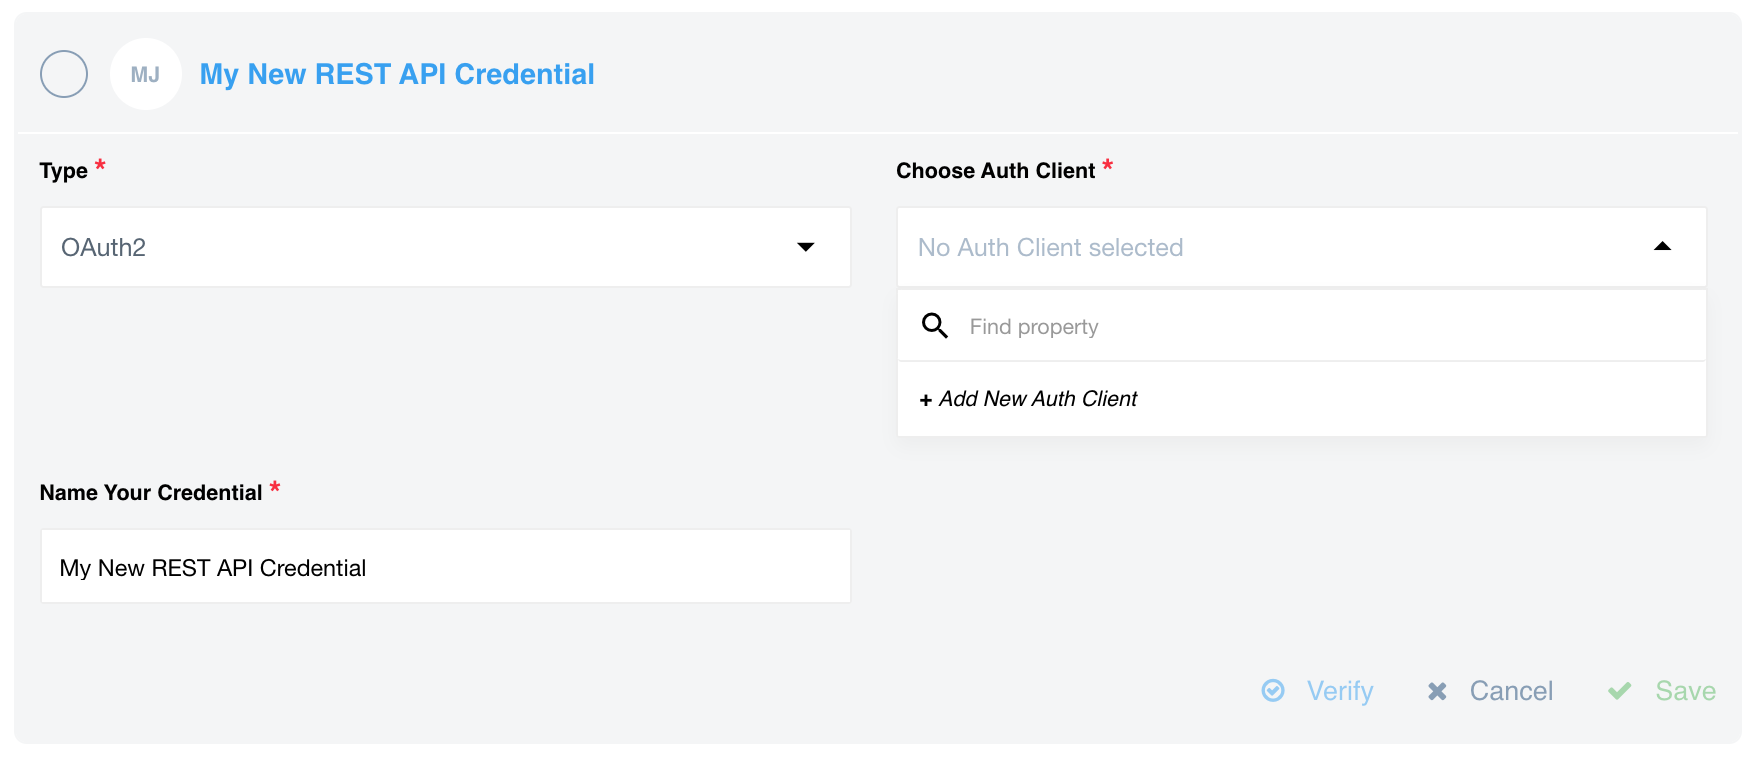 MJ
My New REST API Credential
Type *
Choose Auth Client *
OAuth2
No Auth Client selected
Find property
+ Add New Auth Client
Name Your Credential *
My New REST API Credential
Verify
Cancel
Save